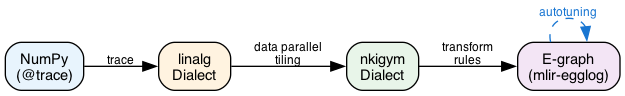 autotuning
NumPy
(@trace)
trace
linalg
Dialect
data parallel
tiling
nkigym
Dialect
transform
rules
E-graph
(mlir-egglog)